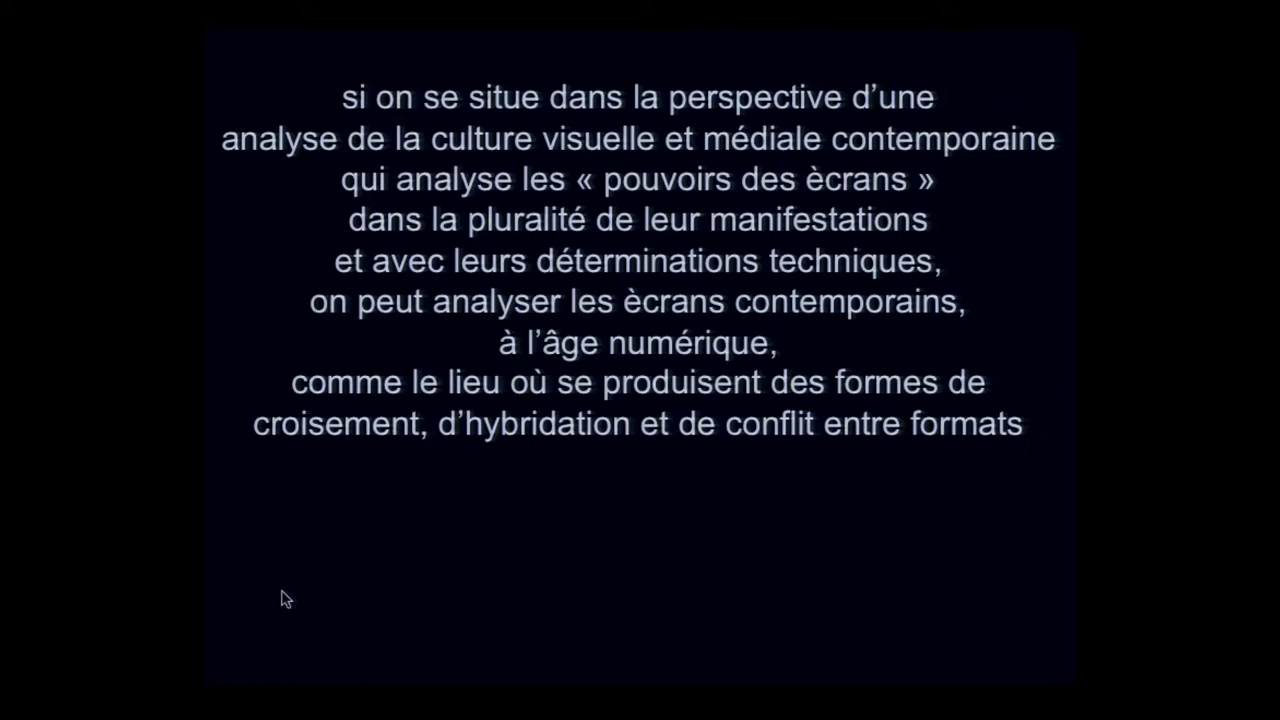 si on se situe dans la perspective d’une
analyse de la culture visuelle et médiale contemporaine
qui analyse les « pouvoirs des ècrans »
dans la pluralité de leur manifestations
et avec leurs déterminations techniques,
on peut analyser les ècrans contemporains,
à l’âge numérique,
comme le lieu où se produisent des formes de
croisement, d’hybridation et de conflit entre formats